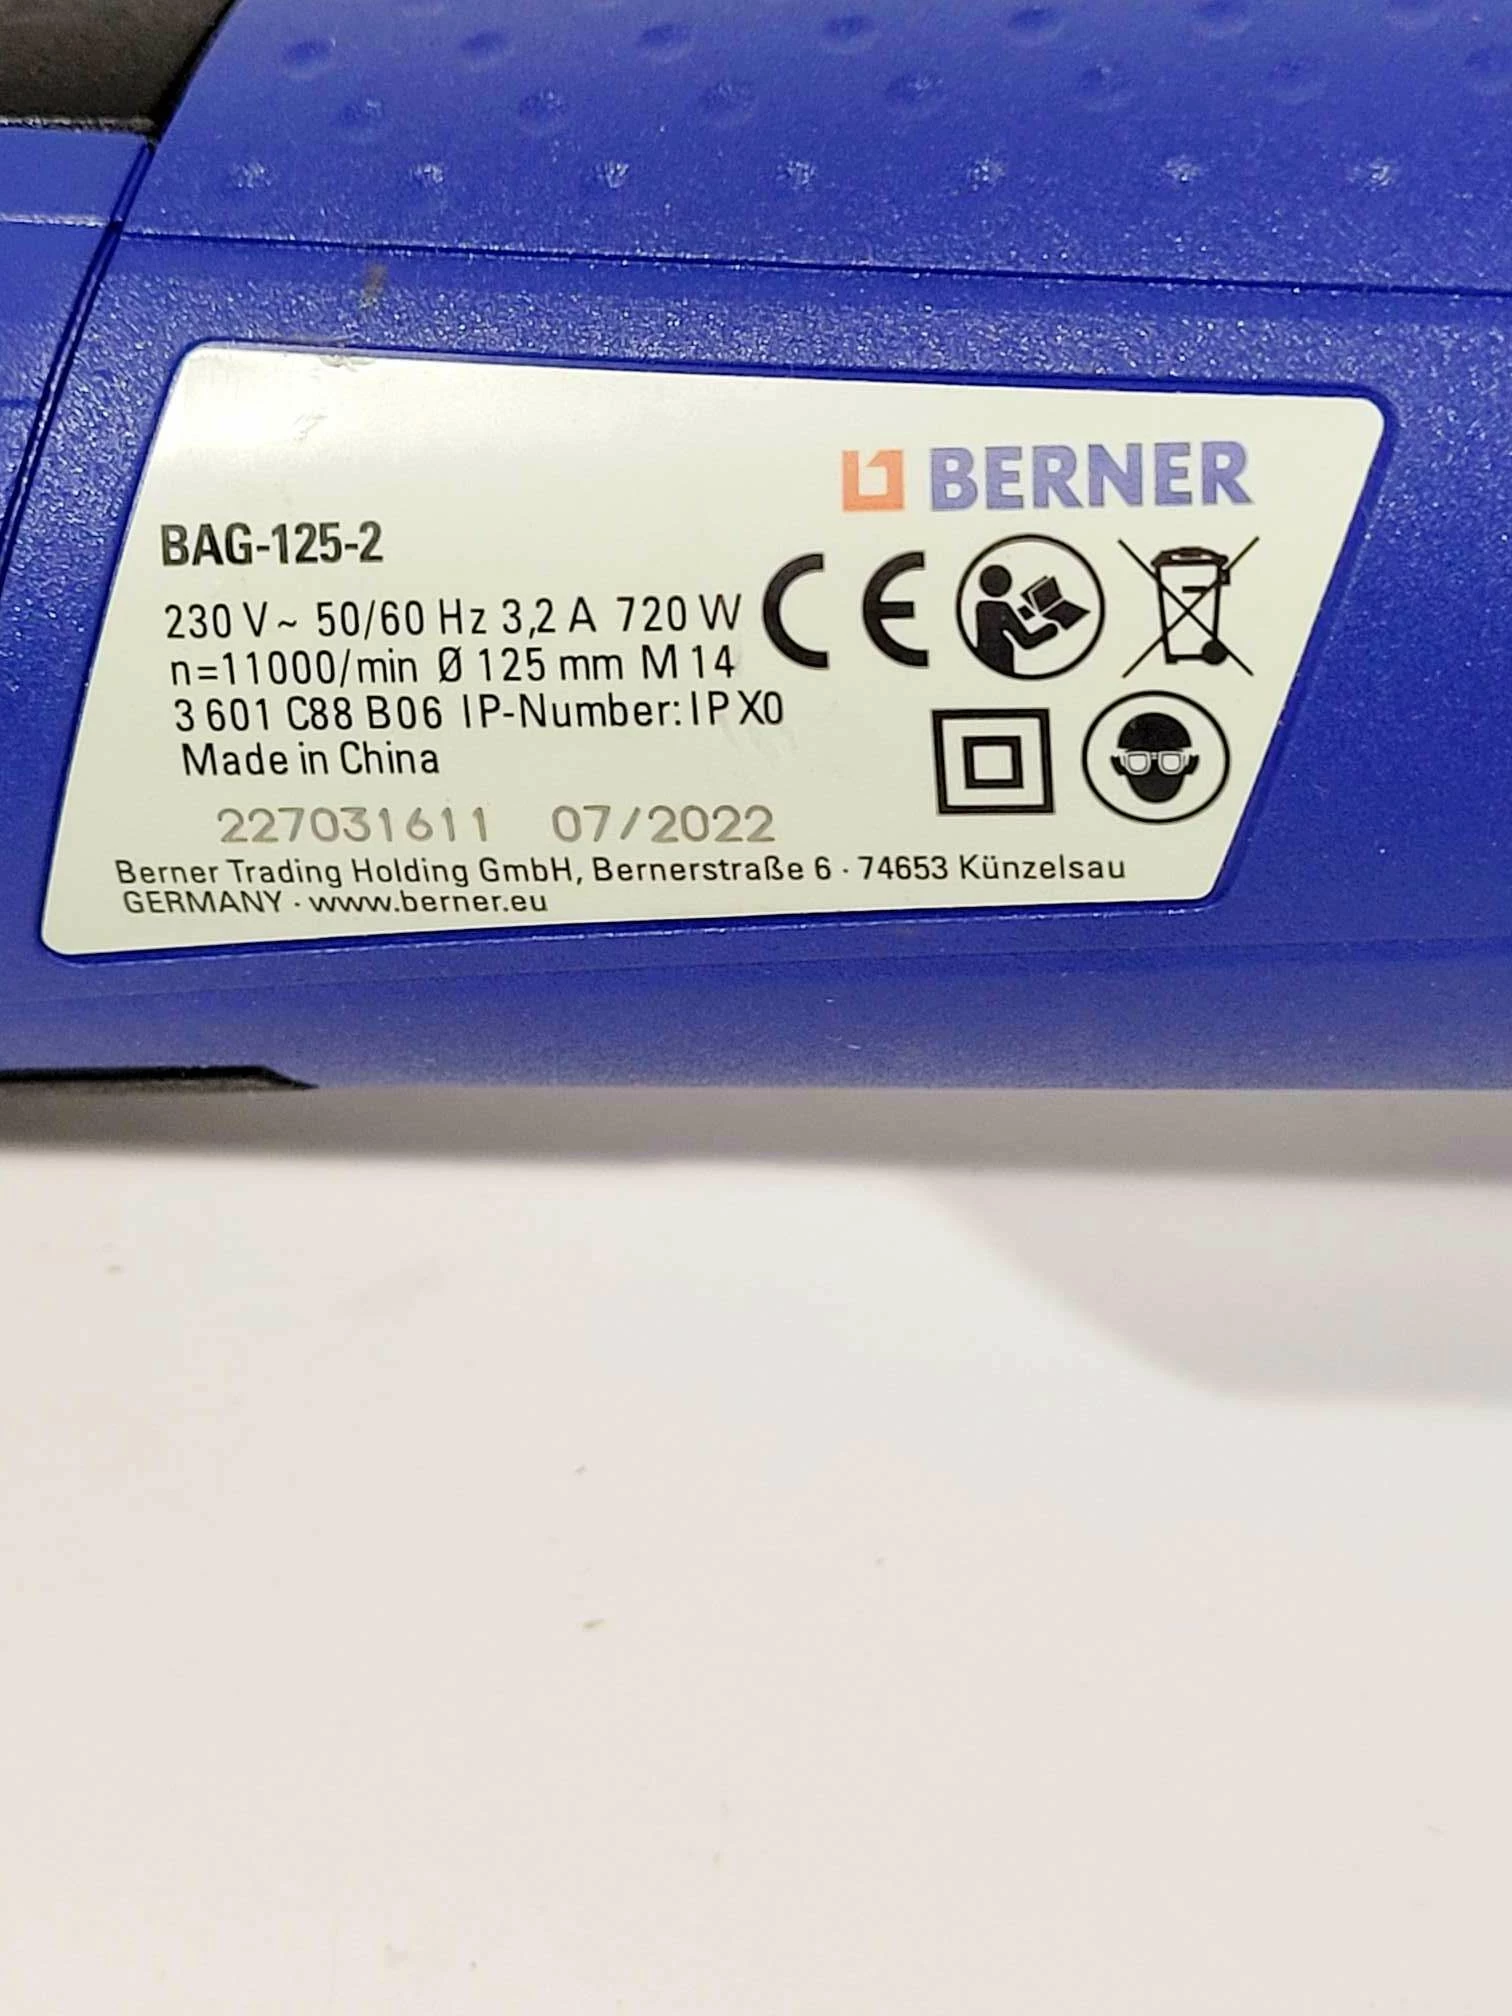 BERNER
BAG-125-2
230 V ~ 50/60 Hz 3,2 A 720 W
n=11000/min Ø 125 mm M 14
3 601 C88 B06 IP-Number: IP X0
Made in China
CE
227031611 07/2022
Berner Trading Holding GmbH, Bernerstraße 6 · 74653 Künzelsau
GERMANY · www.berner.eu